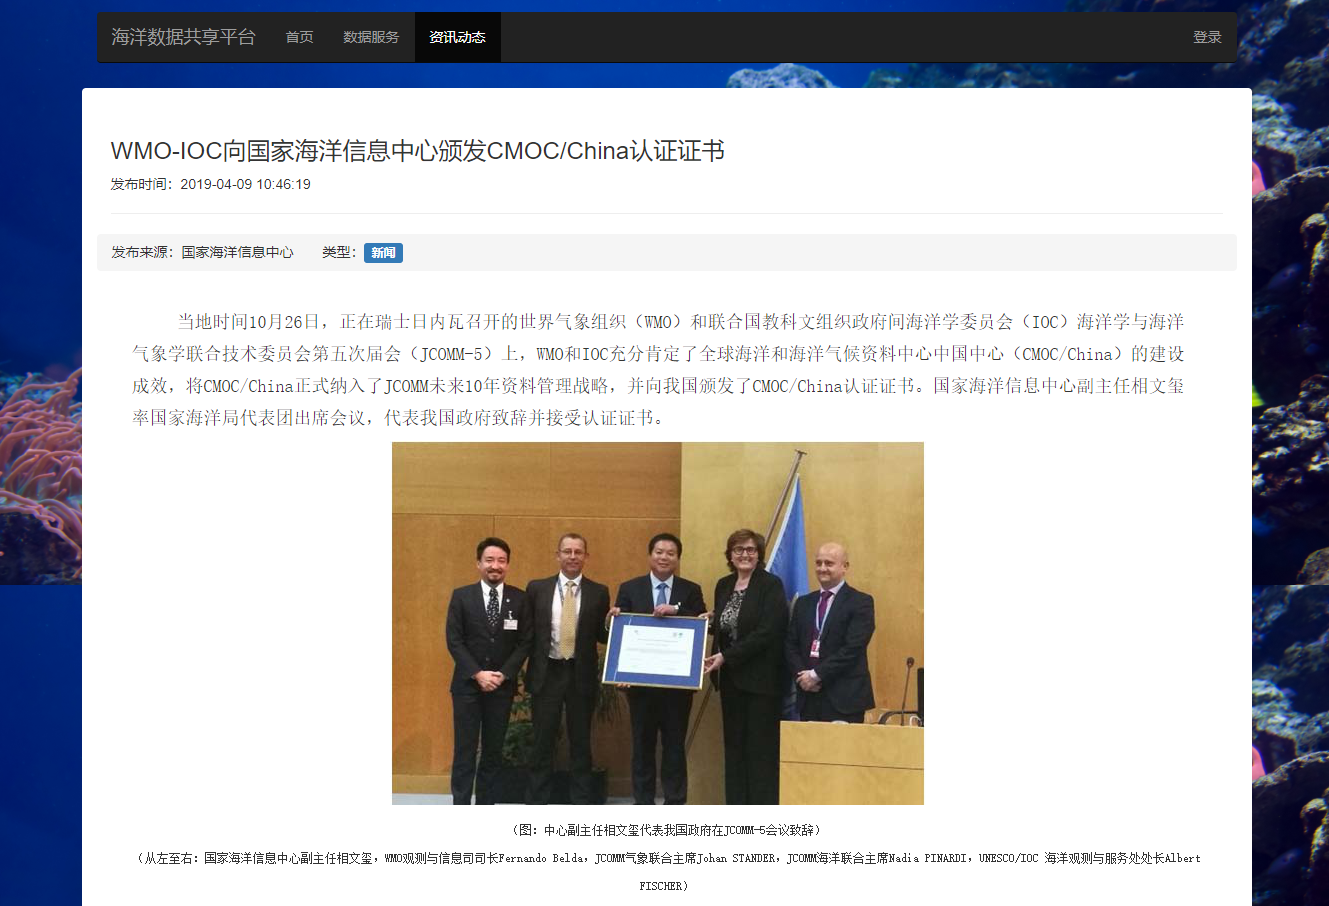 海洋数据共享平台 首页 数据服务 资讯动态 登录
WMO-IOC向国家海洋信息中心颁发CMOC/China认证证书
发布时间：2019-04-09 10:46:19
发布来源：国家海洋信息中心 类型：新闻
当地时间10月26日，正在瑞士日内瓦召开的世界气象组织（WMO）和联合国教科文组织政府间海洋学委员会（IOC）海洋学与海洋
气象学联合技术委员会第五次届会（JCOMM-5）上，WMO和IOC充分肯定了全球海洋和海洋气候资料中心中国中心（CMOC/China）的建设
成效，将CMOC/China正式纳入了JCOMM未来10年资料管理战略，并向我国颁发了CMOC/China认证证书。国家海洋信息中心副主任相文玺
率国家海洋局代表团出席会议，代表我国政府致辞并接受认证证书。
（图：中心副主任相文玺代表我国政府在JCOMM-5会议致辞）
（从左至右：国家海洋信息中心副主任相文玺，WMO观测与信息司司长Fernando Belda，JCOMM气象联合主席Johan STANDER，JCOMM海洋联合主席Nadia PINARDI，UNESCO/IOC 海洋观测与服务处处长Albert
FISCHER）